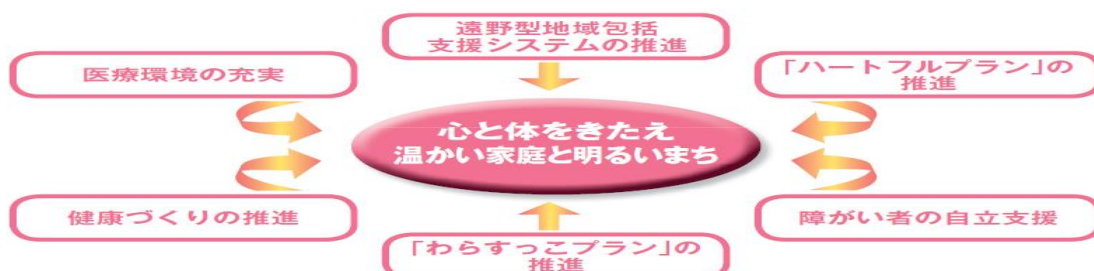 遠野型地域包括
支援システムの推進
医療環境の充実
「ハートフルプラン」の
推進
心と体をきたえ
温かい家庭と明るいまち
健康づくりの推進
障がい者の自立支援
「わらすっこプラン」の
推進